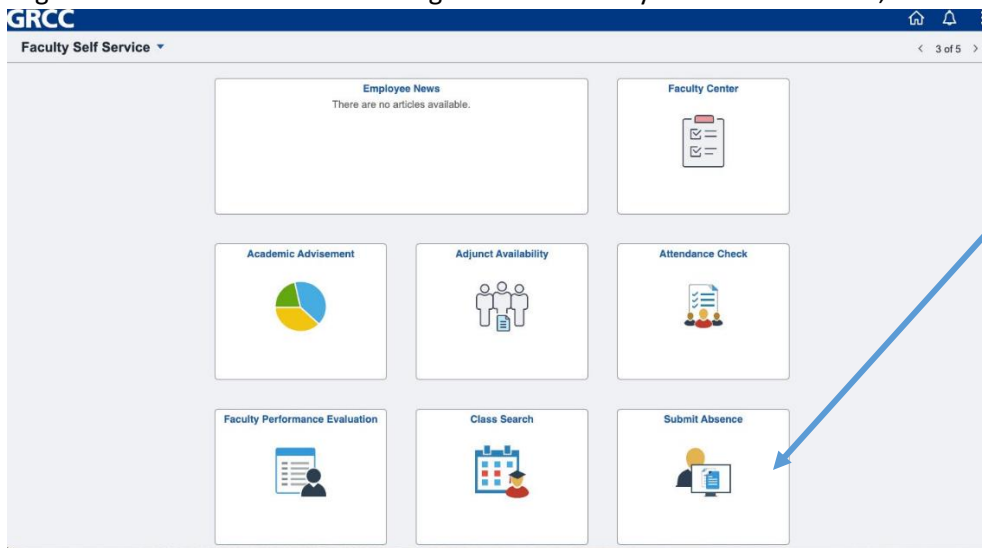 GRCC
Faculty Self Service
3 of 5
Employee News
There are no articles available.
Faculty Center
Academic Advisement
Adjunct Availability
Attendance Check
Faculty Performance Evaluation
Class Search
Submit Absence